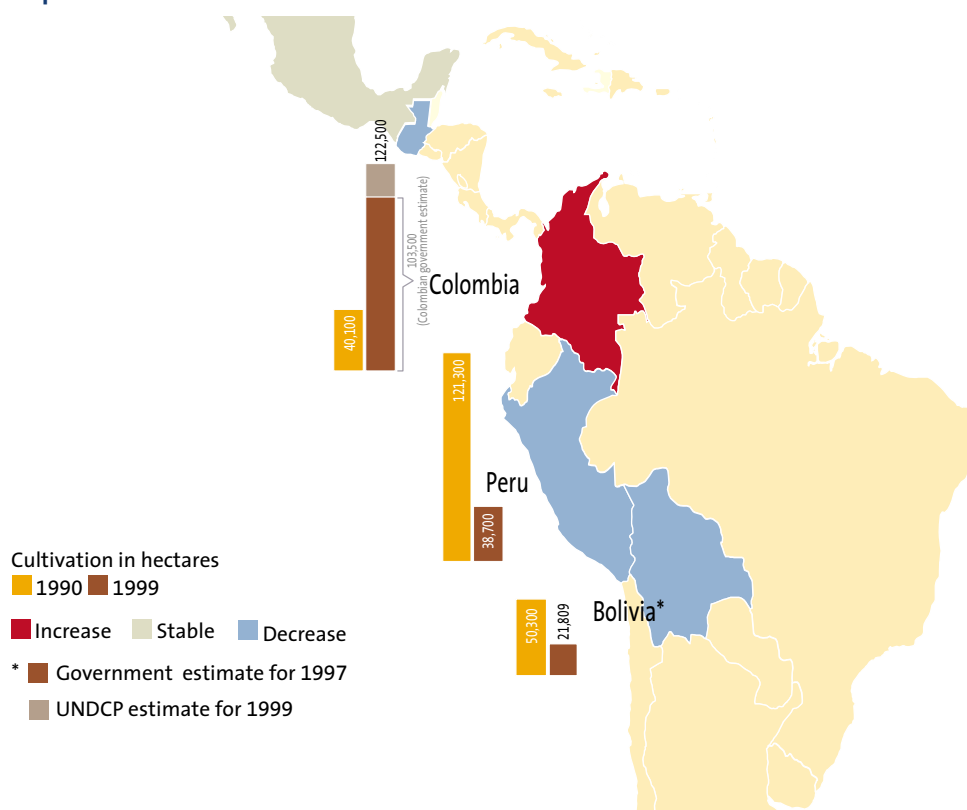 122,500
103,500
(Colombian government estimate)
40,100
Colombia
121,300
38,700
Peru
50,300
21,809
Bolivia*
Cultivation in hectares
1990 1999
Increase Stable Decrease
* Government estimate for 1997
UNDCP estimate for 1999